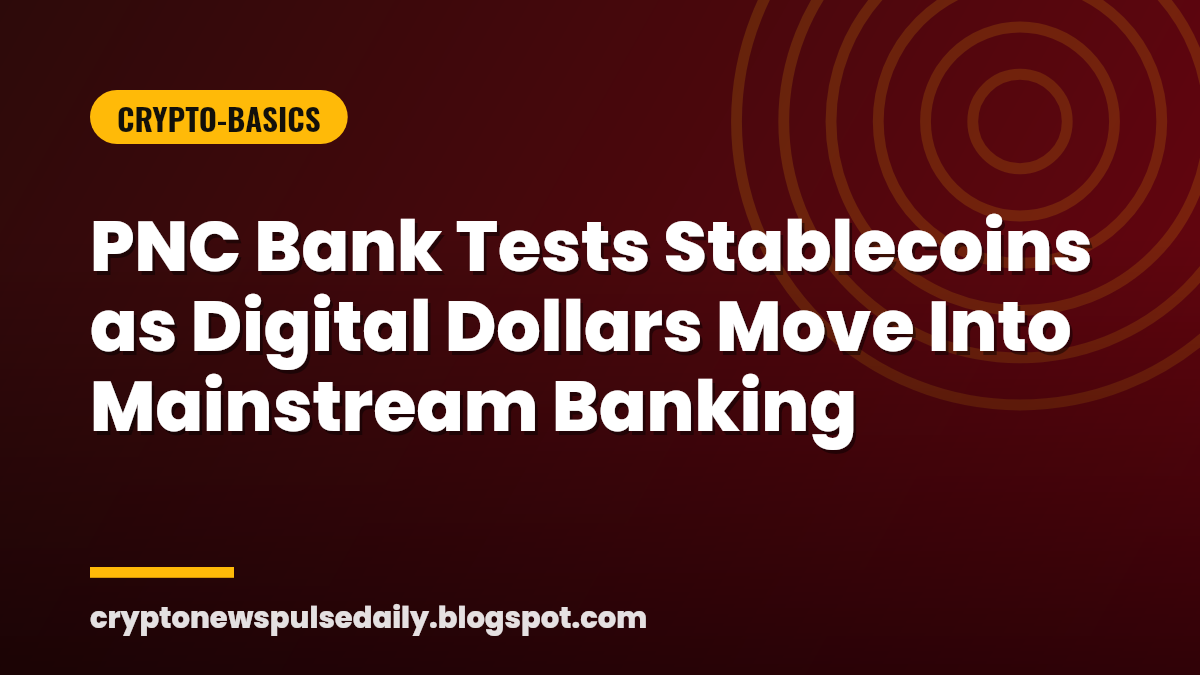 CRYPTO-BASICS
PNC Bank Tests Stablecoins
as Digital Dollars Move Into
Mainstream Banking
cryptonewspulsedaily.blogspot.com